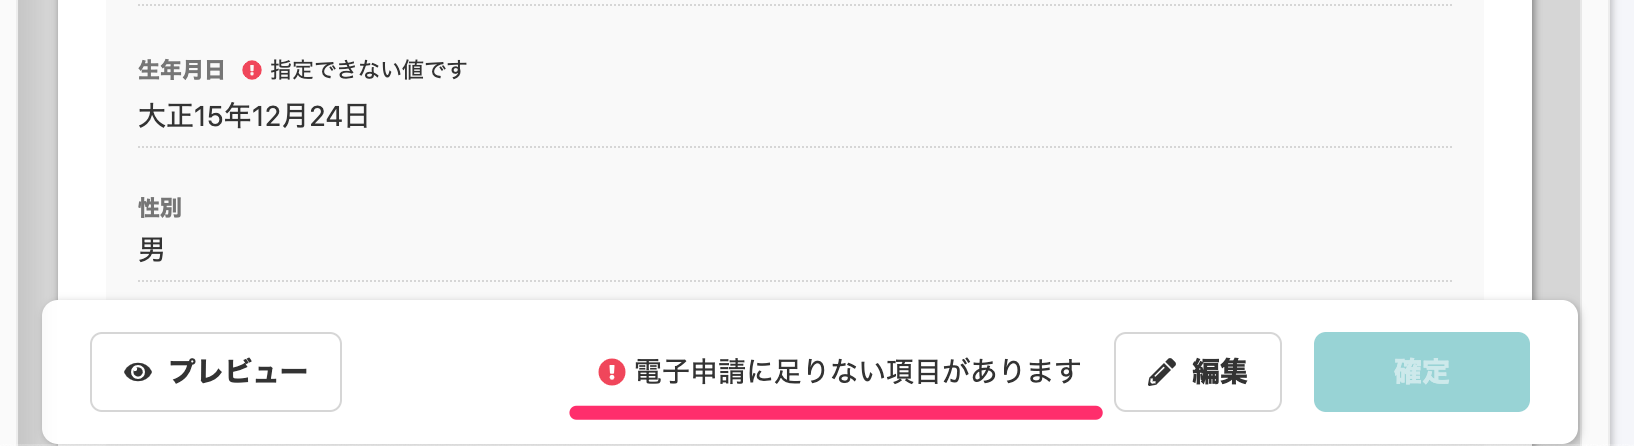 生年月日 指定できない値です
大正15年12月24日
性別
男
プレビュー 電子申請に足りない項目があります 編集 確定